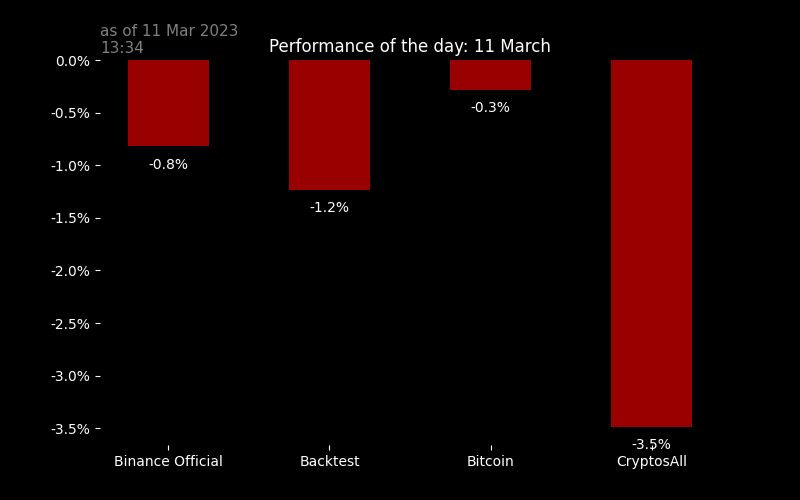 as of 11 Mar 2023
13:34
Performance of the day: 11 March
0.0%
-0.5%
-1.0%
-1.5%
-2.0%
-2.5%
-3.0%
-3.5%
-0.8%
-1.2%
-0.3%
-3.5%
Binance Official
Backtest
Bitcoin
CryptosAll